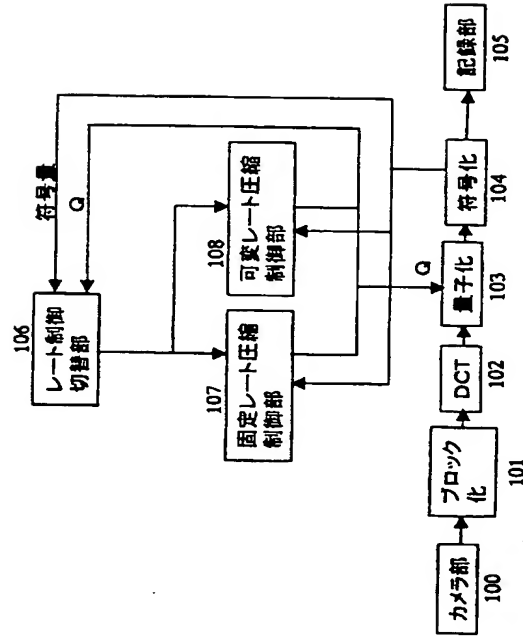 106
レート制御
切替部
符号量
Q
107
固定レート圧縮
制御部
108
可変レート圧縮
制御部
Q
カメラ部
100
ブロック
化
101
DCT
102
量子化
103
符号化
104
記録部
105